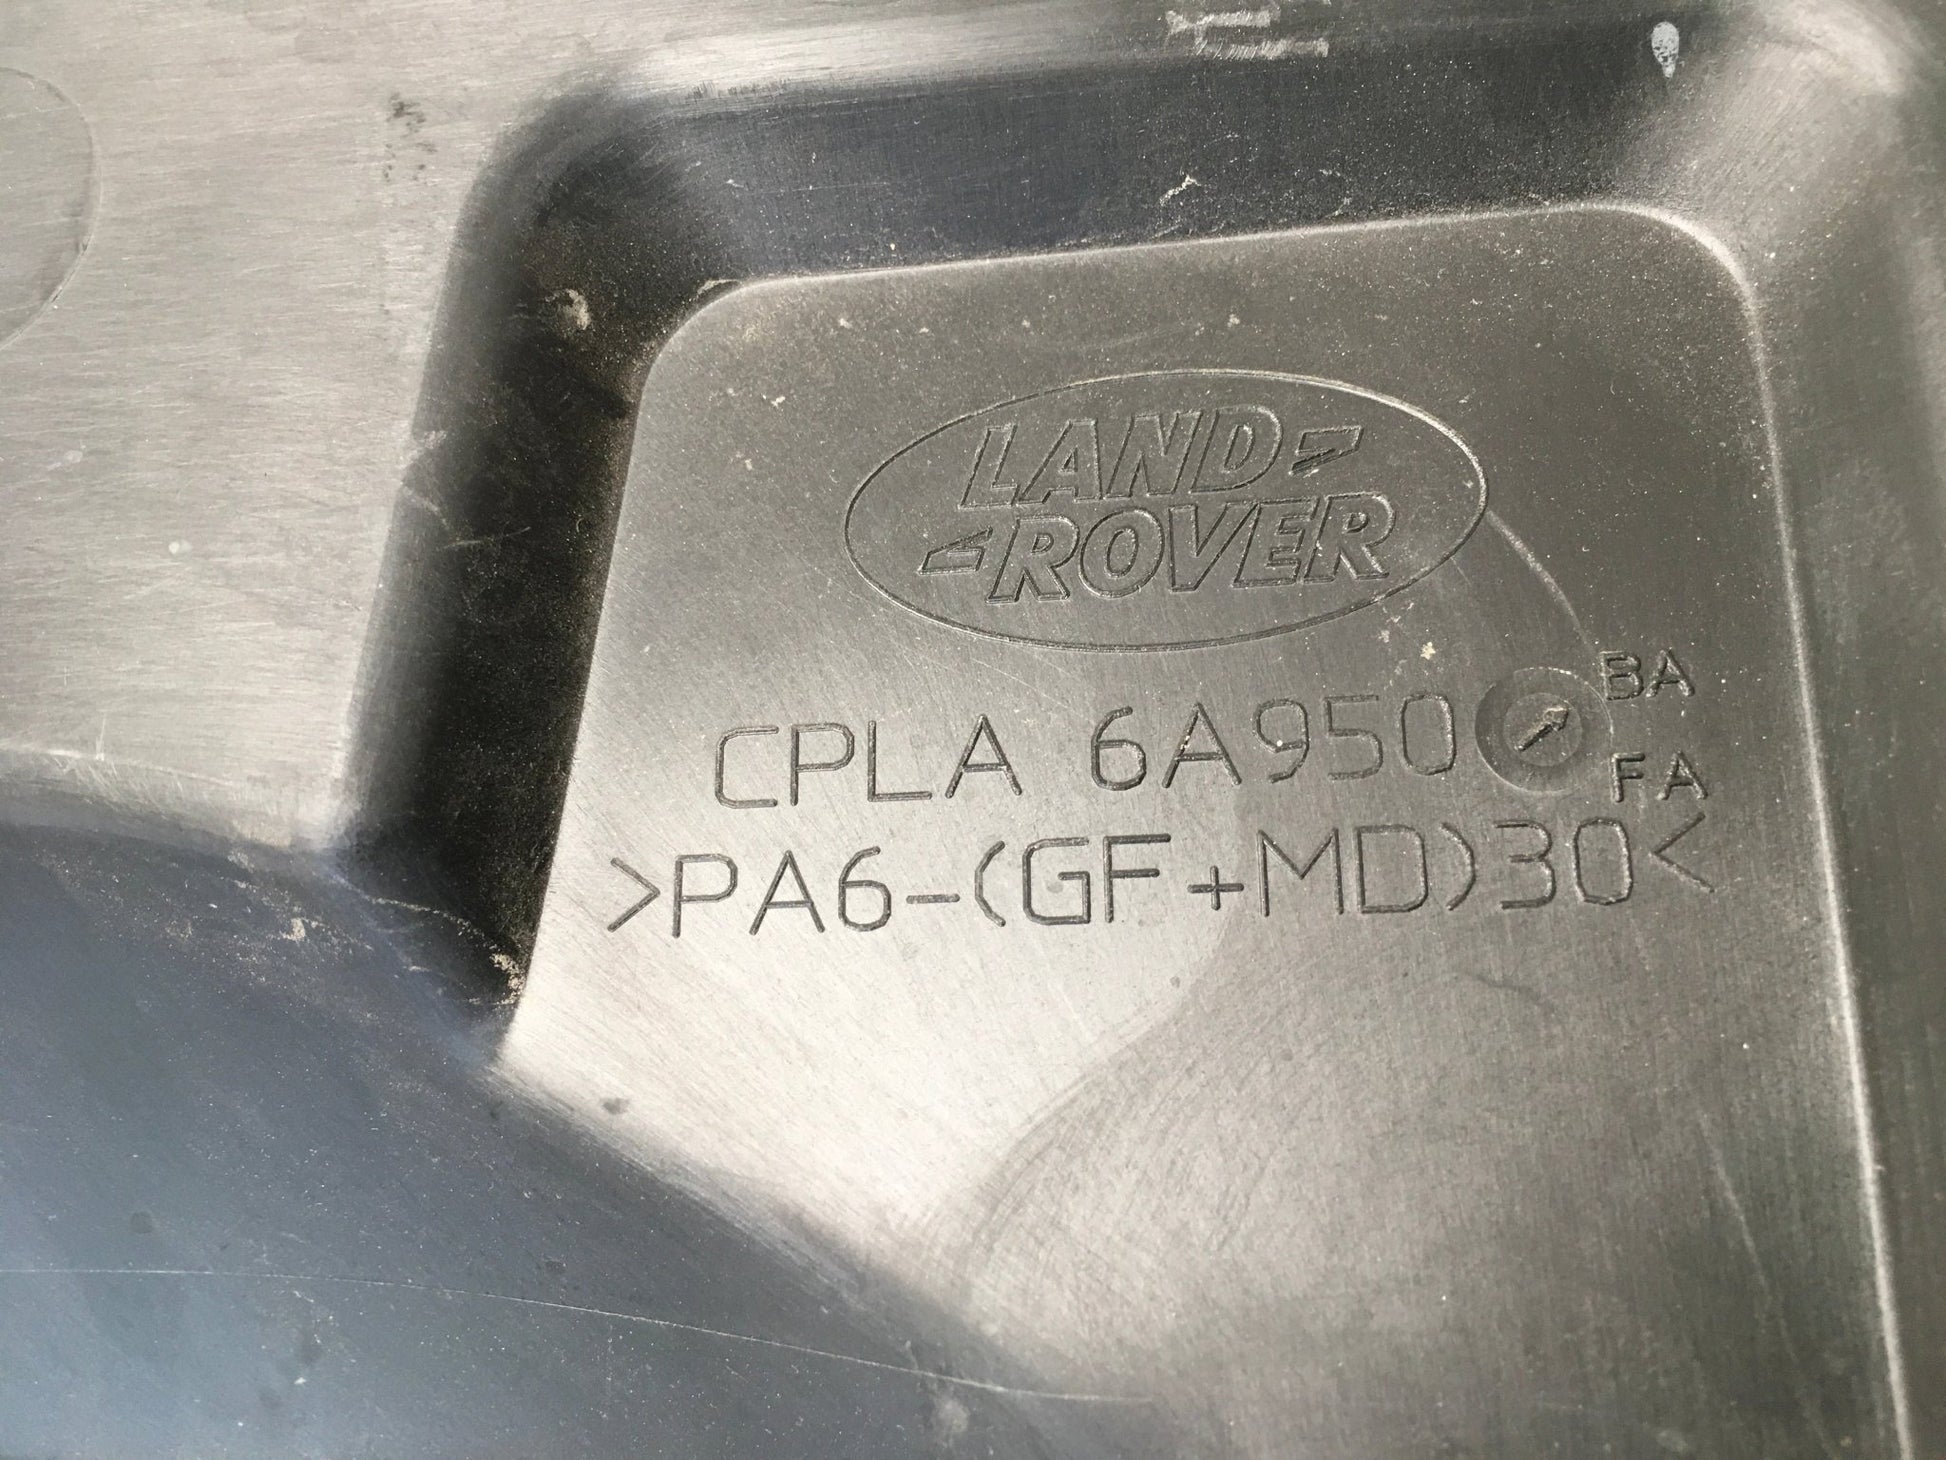 LAND
ROVER
CPLA 6A950 BA
FA
>PA6-(GF+MD)30<